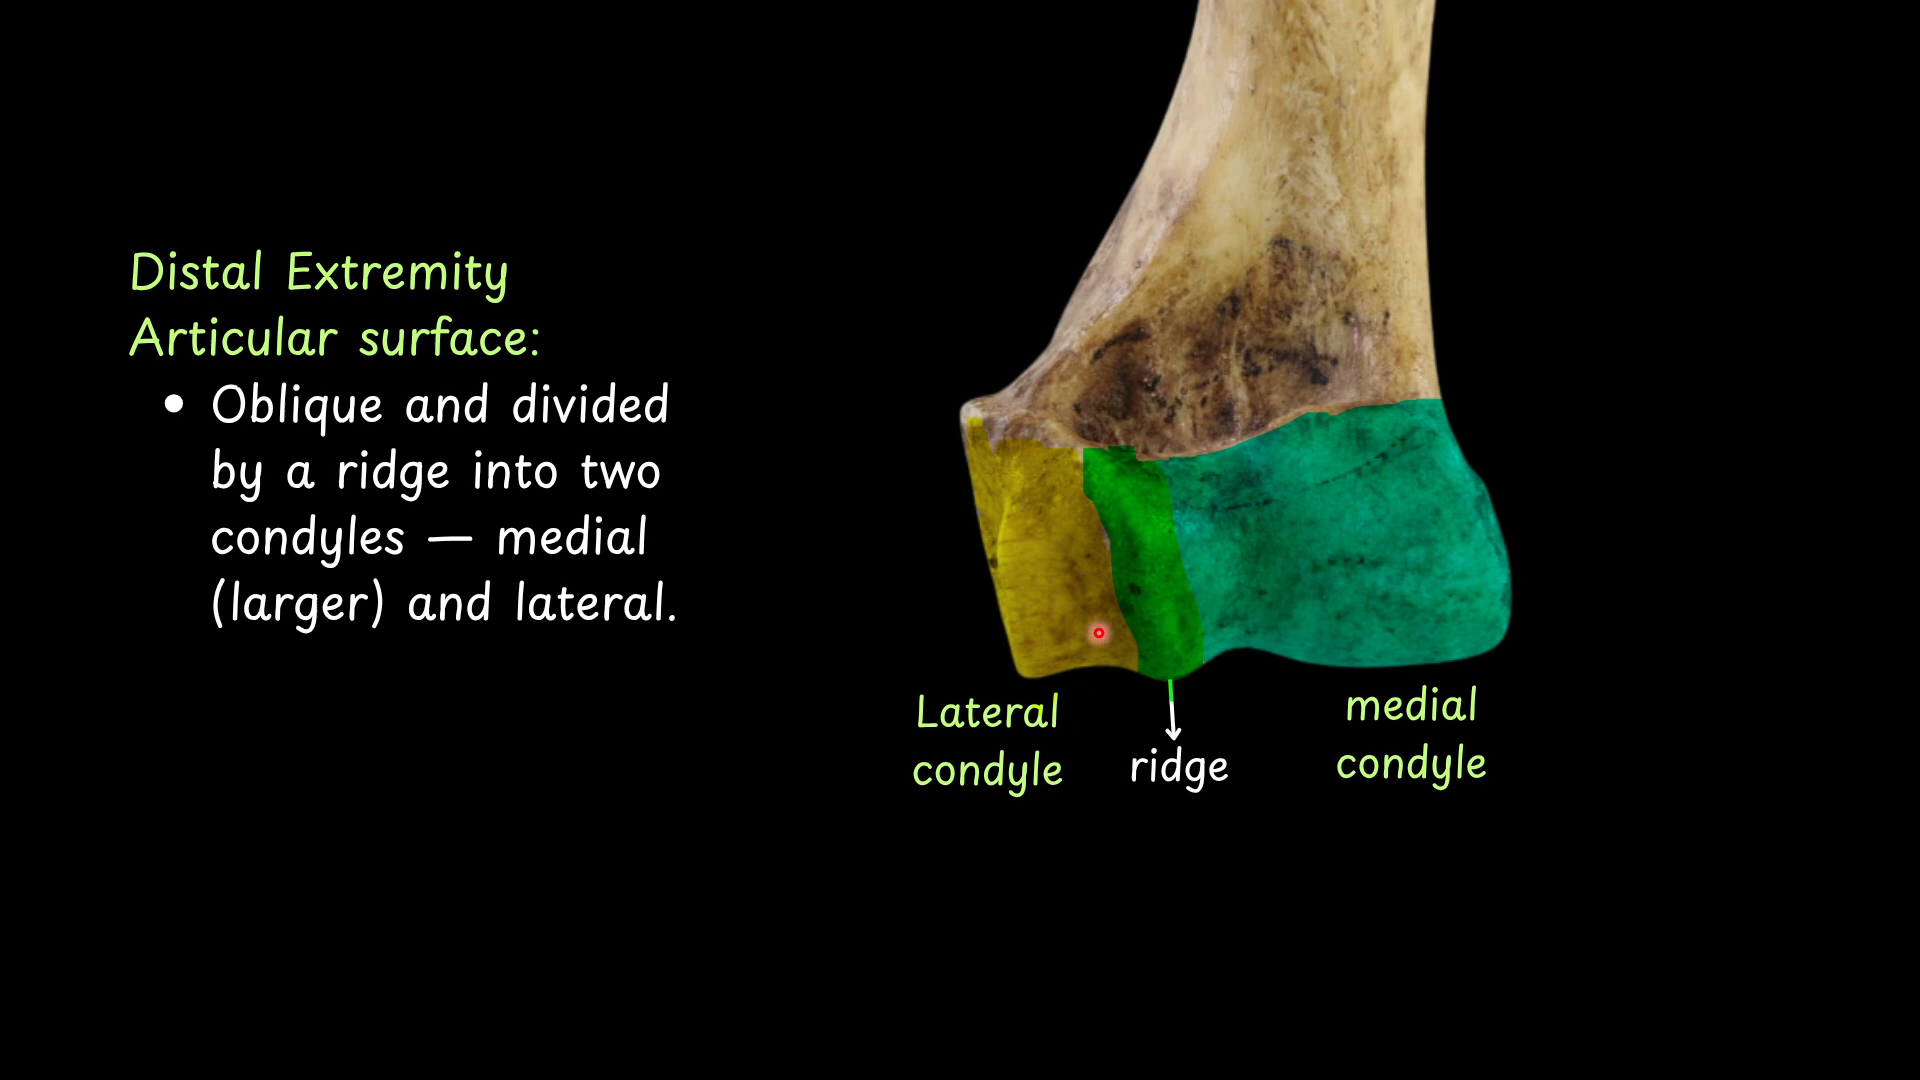 Distal Extremity
Articular surface:
• Oblique and divided
by a ridge into two
condyles — medial
(larger) and lateral.
Lateral
condyle
ridge
medial
condyle